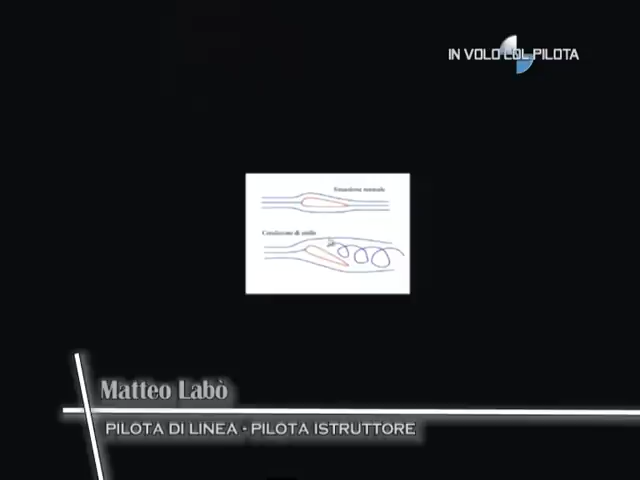 IN VOLO COL PILOTA
Situazione normale
Condizione di stallo
Matteo Labò
PILOTA DI LINEA - PILOTA ISTRUTTORE